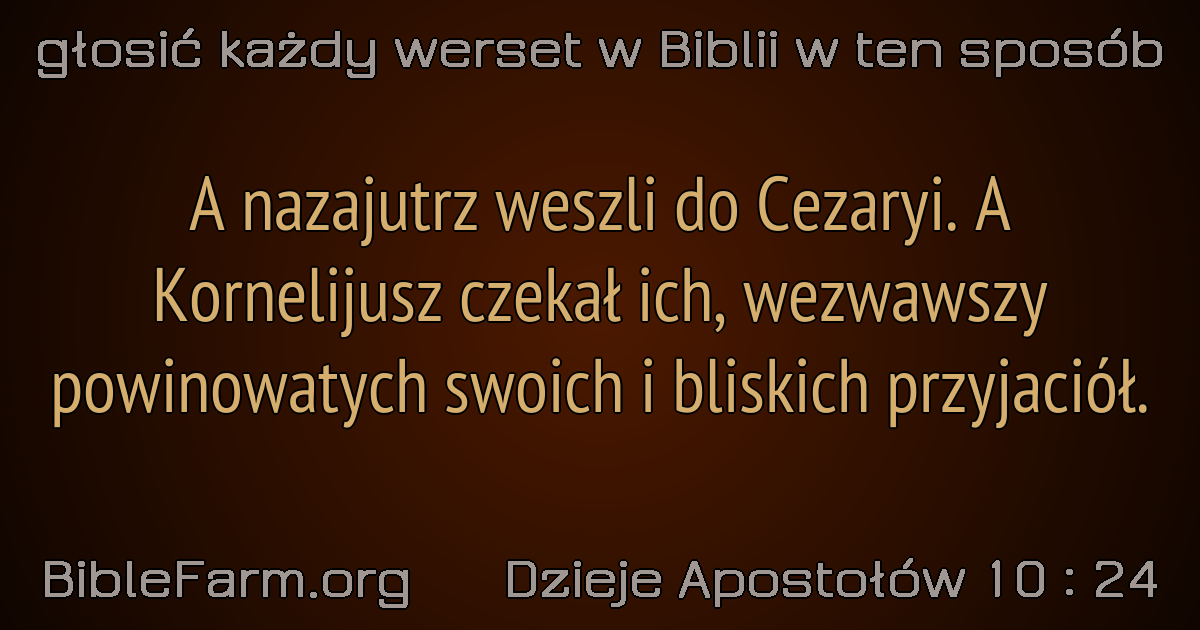 głosić każdy werset w Biblii w ten sposób
A nazajutrz weszli do Cezaryi. A
Kornelijusz czekał ich, wezwawszy
powinowatych swoich i bliskich przyjaciół.
BibleFarm.org Dzieje Apostołów 10 : 24